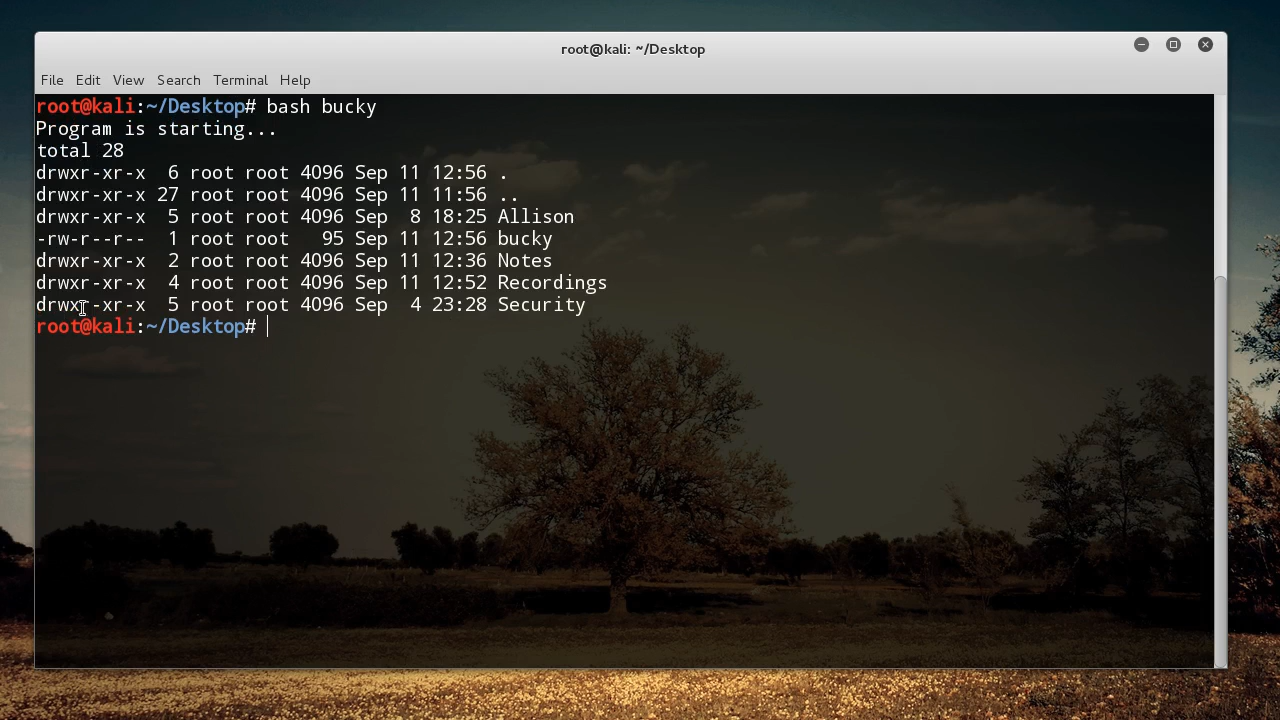 root@kali: ~/Desktop
File Edit View Search Terminal Help
root@kali:~/Desktop# bash bucky
Program is starting...
total 28
drwxr-xr-x  6 root root 4096 Sep 11 12:56 .
drwxr-xr-x 27 root root 4096 Sep 11 11:56 ..
drwxr-xr-x  5 root root 4096 Sep  8 18:25 Allison
-rw-r--r--  1 root root   95 Sep 11 12:56 bucky
drwxr-xr-x  2 root root 4096 Sep 11 12:36 Notes
drwxr-xr-x  4 root root 4096 Sep 11 12:52 Recordings
drwxr-xr-x  5 root root 4096 Sep  4 23:28 Security
root@kali:~/Desktop#